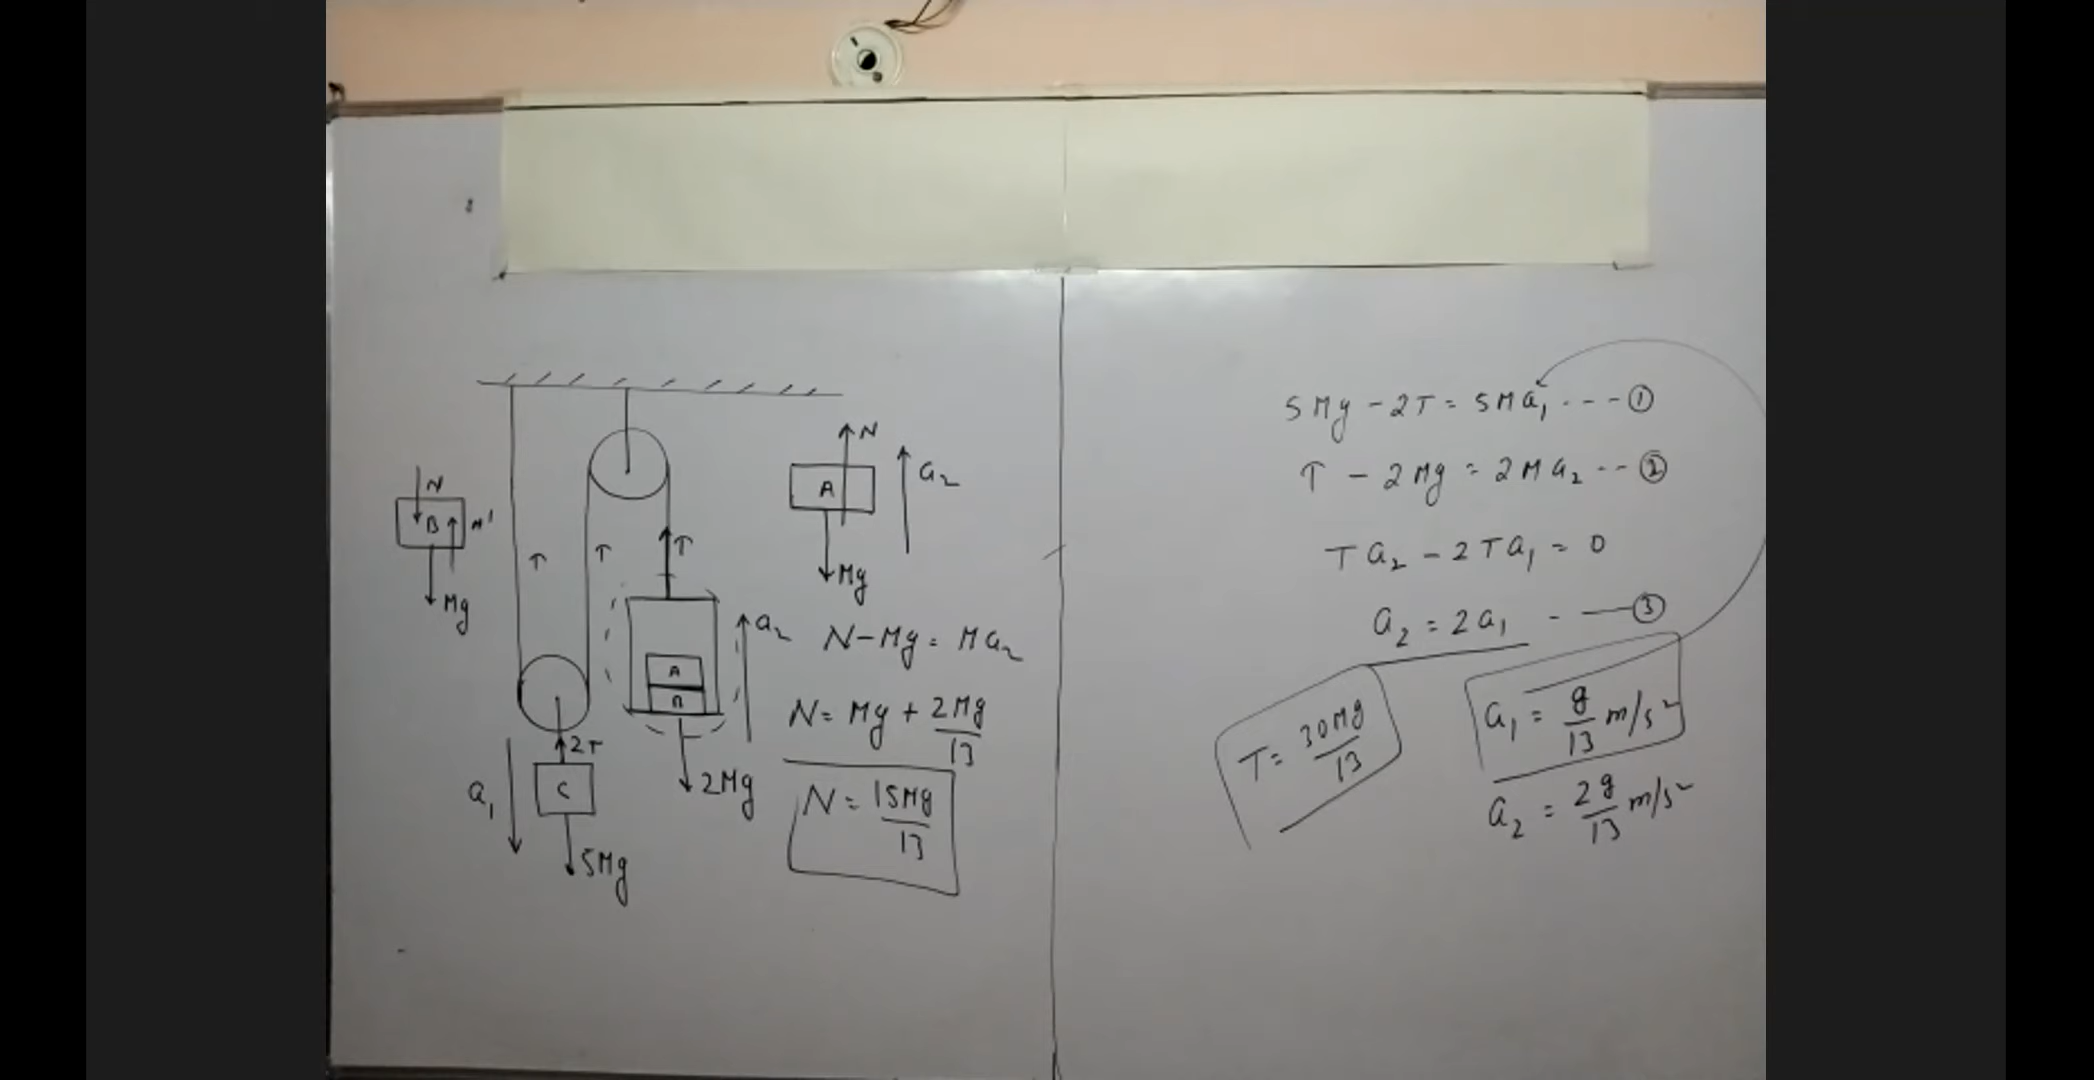 N
B N'
Mg
T
T
T
A
B
2T
C
a₁
5Mg
2Mg
a₂
N
A
a₂
Mg
N-Mg = Ma₂
N = Mg + 2Mg/13
N = 15Mg/13
5Mg - 2T = 5Ma₁ ---- ①
T - 2Mg = 2Ma₂ -- ②
Ta₂ - 2Ta₁ = 0
a₂ = 2a₁ - — ③
T = 30Mg/13
a₁ = g/13 m/s²
a₂ = 2g/13 m/s²